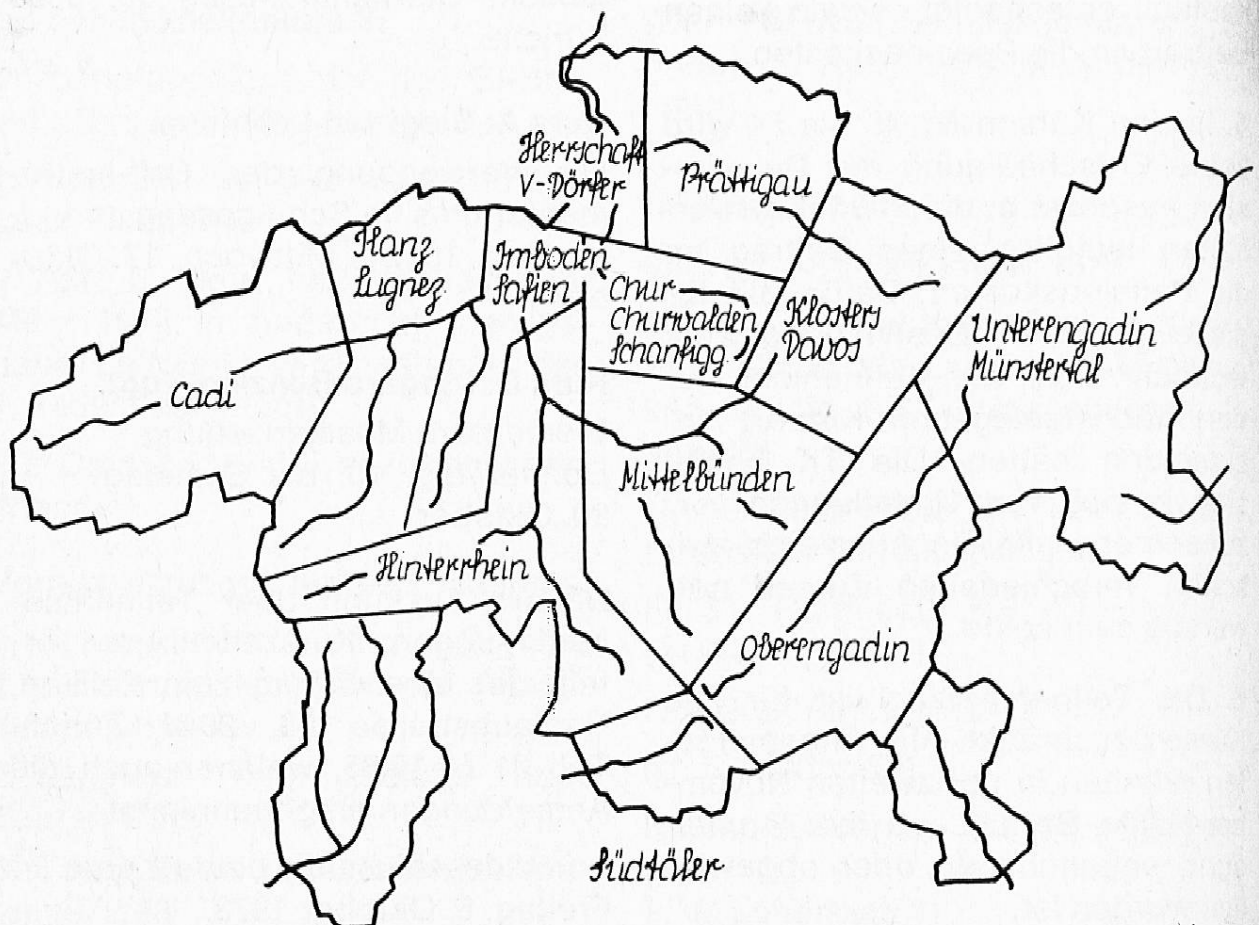 Herrschaft
V-Dörfer
Prättigau
Ilanz
Lugnez
Imboden
Safien
Chur
Churwalden
Schanfigg
Klosters
Davos
Unterengadin
Münstertal
Cadi
Mittelbünden
Hinterrhein
Oberengadin
Südtäler